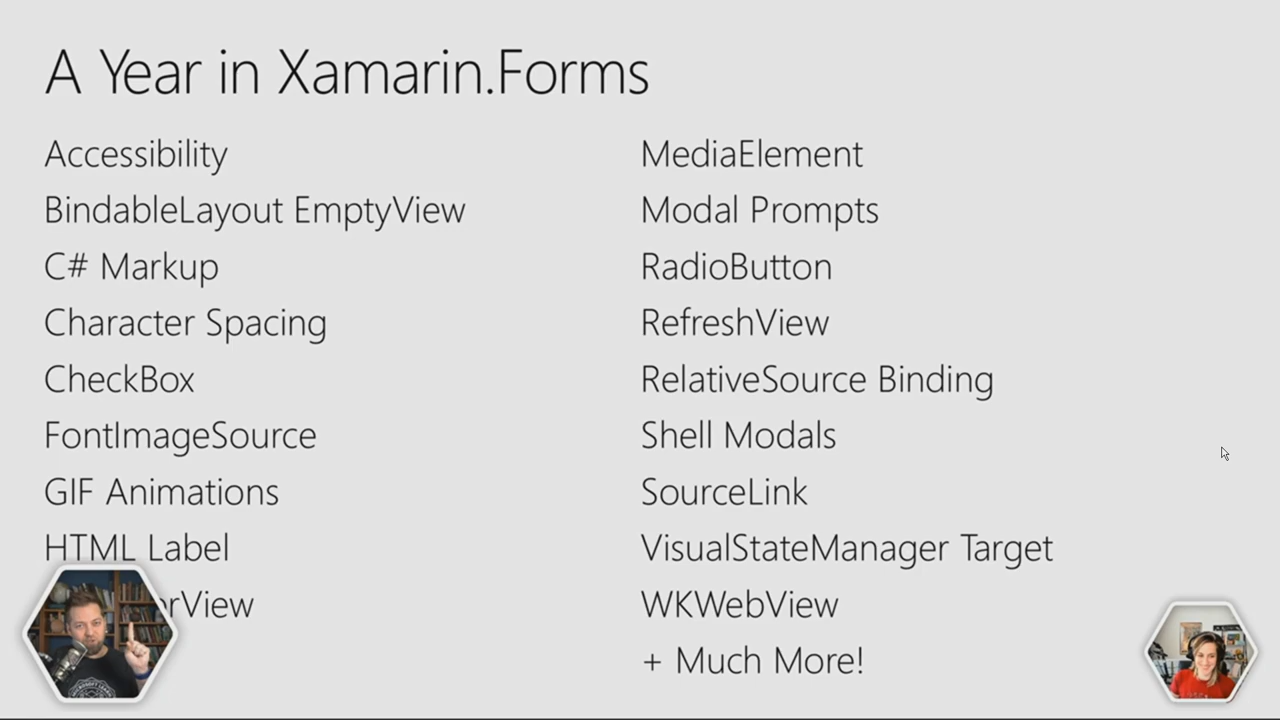 A Year in Xamarin.Forms
Accessibility
BindableLayout EmptyView
C# Markup
Character Spacing
CheckBox
FontImageSource
GIF Animations
HTML Label
MediaElement
Modal Prompts
RadioButton
RefreshView
RelativeSource Binding
Shell Modals
SourceLink
VisualStateManager Target
WKWebView
+ Much More!